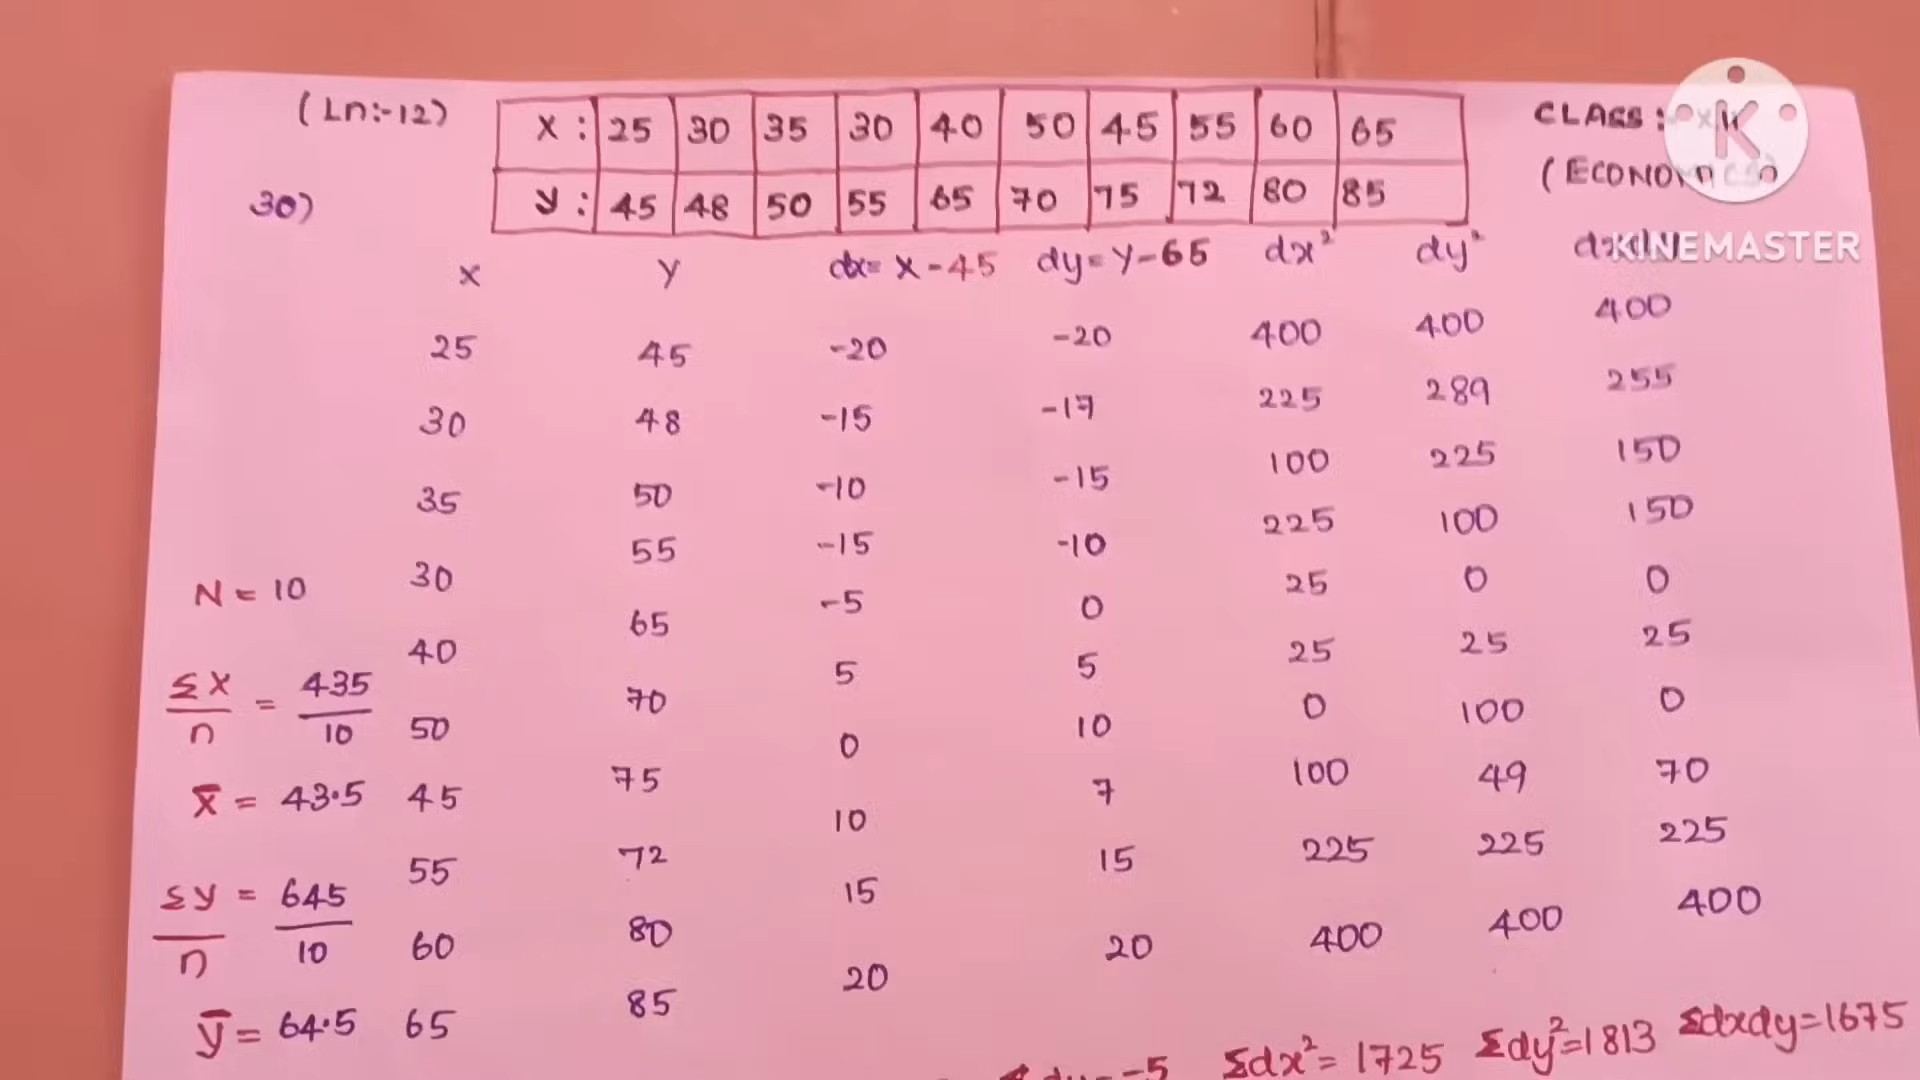 (Ln:-12)
CLASS:
X : 25 30 35 30 40 50 45 55 60 65
(ECONOMICS)
30)
Y : 45 48 50 55 65 70 75 72 80 85
KINEMASTER
x y dx= x-45 dy=y-65 dx² dy² dxdy
25 45 -20 -20 400 400 400
30 48 -15 -17 225 289 255
35 50 -10 -15 100 225 150
30 55 -15 -10 225 100 150
N = 10
40 65 -5 0 25 0 0
50 70 5 5 25 25 25
Σx/n = 435/10
45 75 0 10 0 100 0
x̄ = 43.5
55 72 10 7 100 49 70
Σy/n = 645/10
60 80 15 15 225 225 225
65 85 20 20 400 400 400
ȳ = 64.5
-5 Σdx² = 1725 Σdy²=1813 Σdxdy=1675